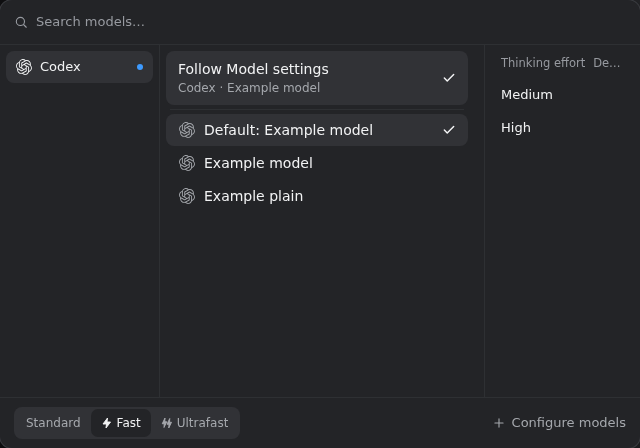 Search models…
Codex
Follow Model settings
Codex · Example model
Default: Example model
Example model
Example plain
Thinking effort De…
Medium
High
Standard
Fast
Ultrafast
Configure models